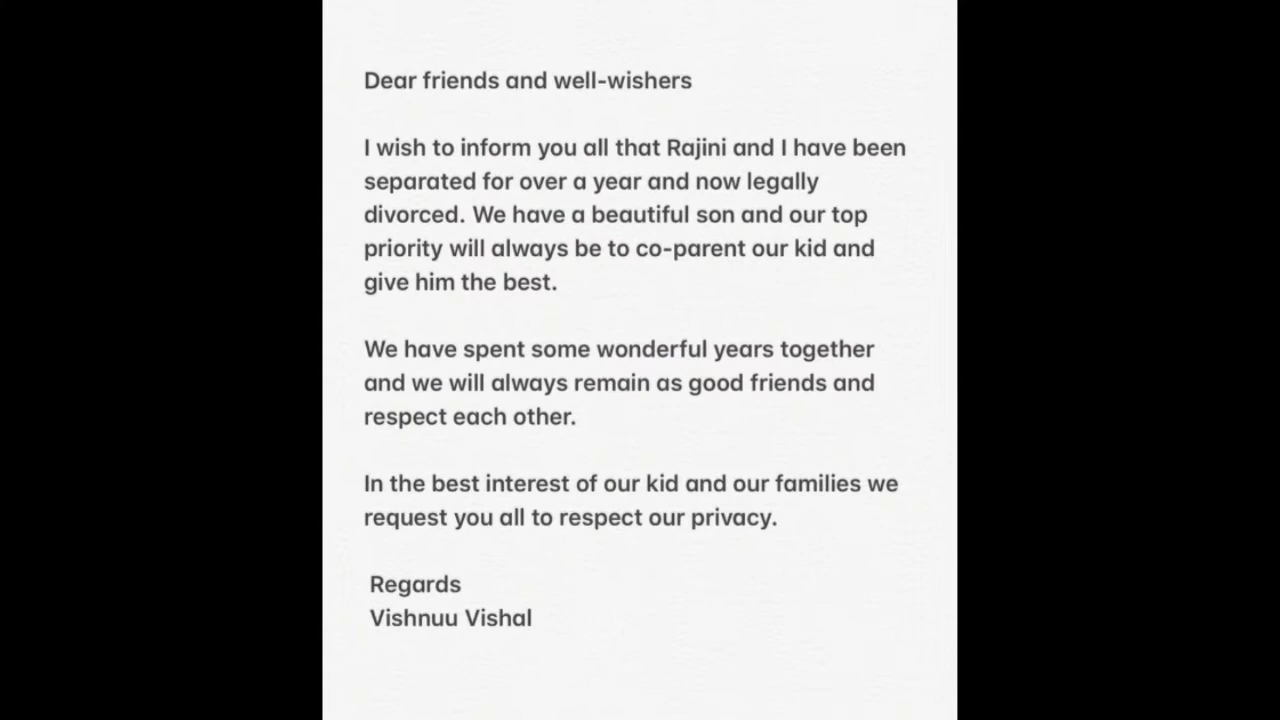 Dear friends and well-wishers
I wish to inform you all that Rajini and I have been
separated for over a year and now legally
divorced. We have a beautiful son and our top
priority will always be to co-parent our kid and
give him the best.
We have spent some wonderful years together
and we will always remain as good friends and
respect each other.
In the best interest of our kid and our families we
request you all to respect our privacy.
Regards
Vishnuu Vishal